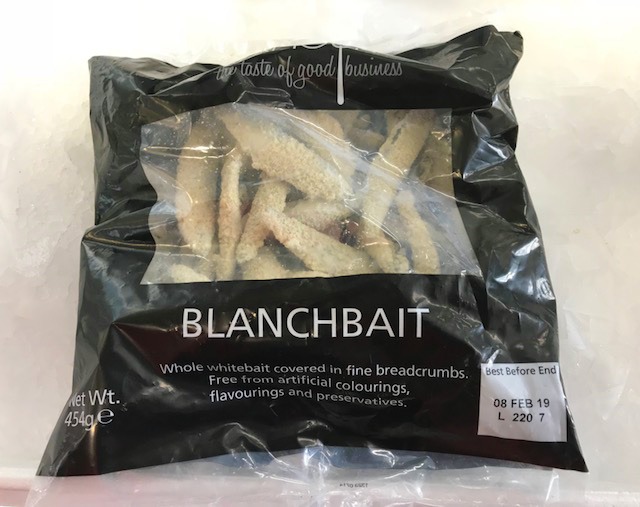 the taste of good business
BLANCHBAIT
Whole whitebait covered in fine breadcrumbs.
Free from artificial colourings,
flavourings and preservatives.
Net Wt.
454g e
Best Before End
08 FEB 19
L 220 7